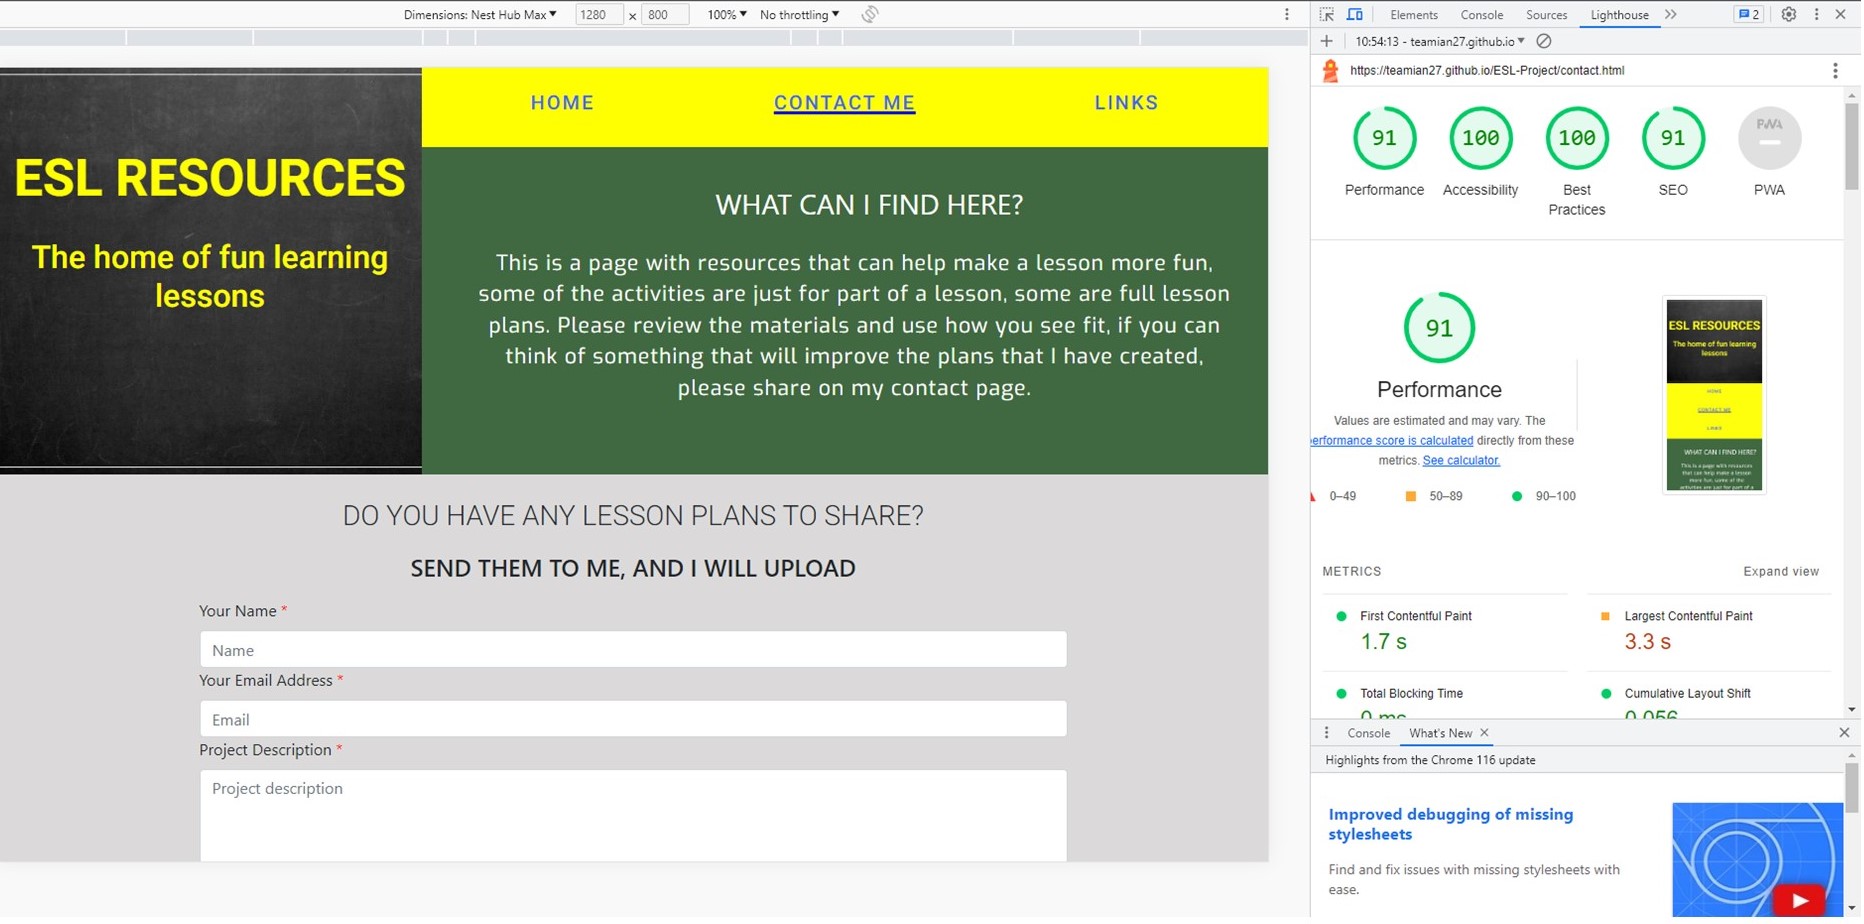 Dimensions: Nest Hub Max 1280 x 800 100% No throttling
HOME CONTACT ME LINKS
ESL RESOURCES
The home of fun learning
lessons
WHAT CAN I FIND HERE?
This is a page with resources that can help make a lesson more fun,
some of the activities are just for part of a lesson, some are full lesson
plans. Please review the materials and use how you see fit, if you can
think of something that will improve the plans that I have created,
please share on my contact page.
DO YOU HAVE ANY LESSON PLANS TO SHARE?
SEND THEM TO ME, AND I WILL UPLOAD
Your Name *
Name
Your Email Address *
Email
Project Description *
Project description
Elements Console Sources Lighthouse 2
10:54:13 - teamian27.github.io
https://teamian27.github.io/ESL-Project/contact.html
91 100 100 91 PWA
Performance Accessibility Best Practices SEO PWA
91
Performance
Values are estimated and may vary. The
erformance score is calculated directly from these
metrics. See calculator.
0–49 50–89 90–100
ESL RESOURCES
The home of fun learning
lessons
HOME
CONTACT ME
LINKS
WHAT CAN I FIND HERE?
This is a page with resources
that can help make a lesson
more fun, some of the
activities are just for part of a
METRICS Expand view
First Contentful Paint
1.7 s
Largest Contentful Paint
3.3 s
Total Blocking Time
0 ms
Cumulative Layout Shift
0.056
Console What's New
Highlights from the Chrome 116 update
Improved debugging of missing
stylesheets
Find and fix issues with missing stylesheets with
ease.